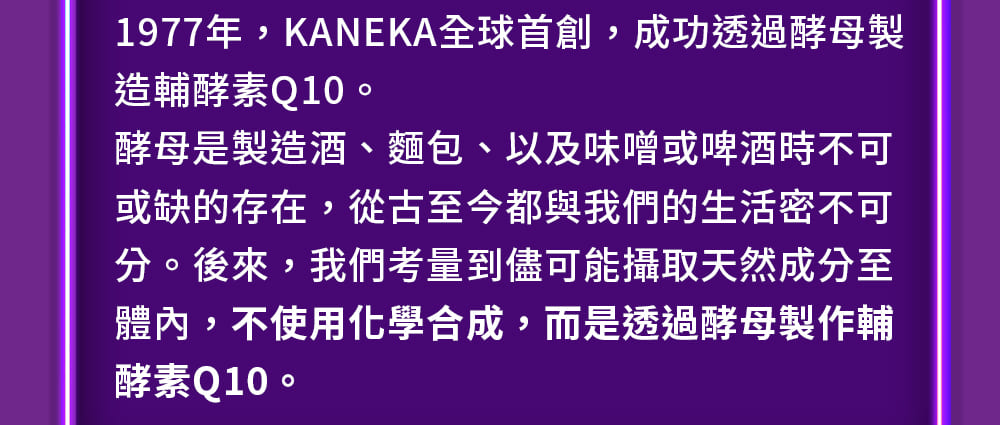 1977年，KANEKA全球首創，成功透過酵母製
造輔酵素Q10。
酵母是製造酒、麵包、以及味噌或啤酒時不可
或缺的存在，從古至今都與我們的生活密不可
分。後來，我們考量到儘可能攝取天然成分至
體內，不使用化學合成，而是透過酵母製作輔
酵素Q10。